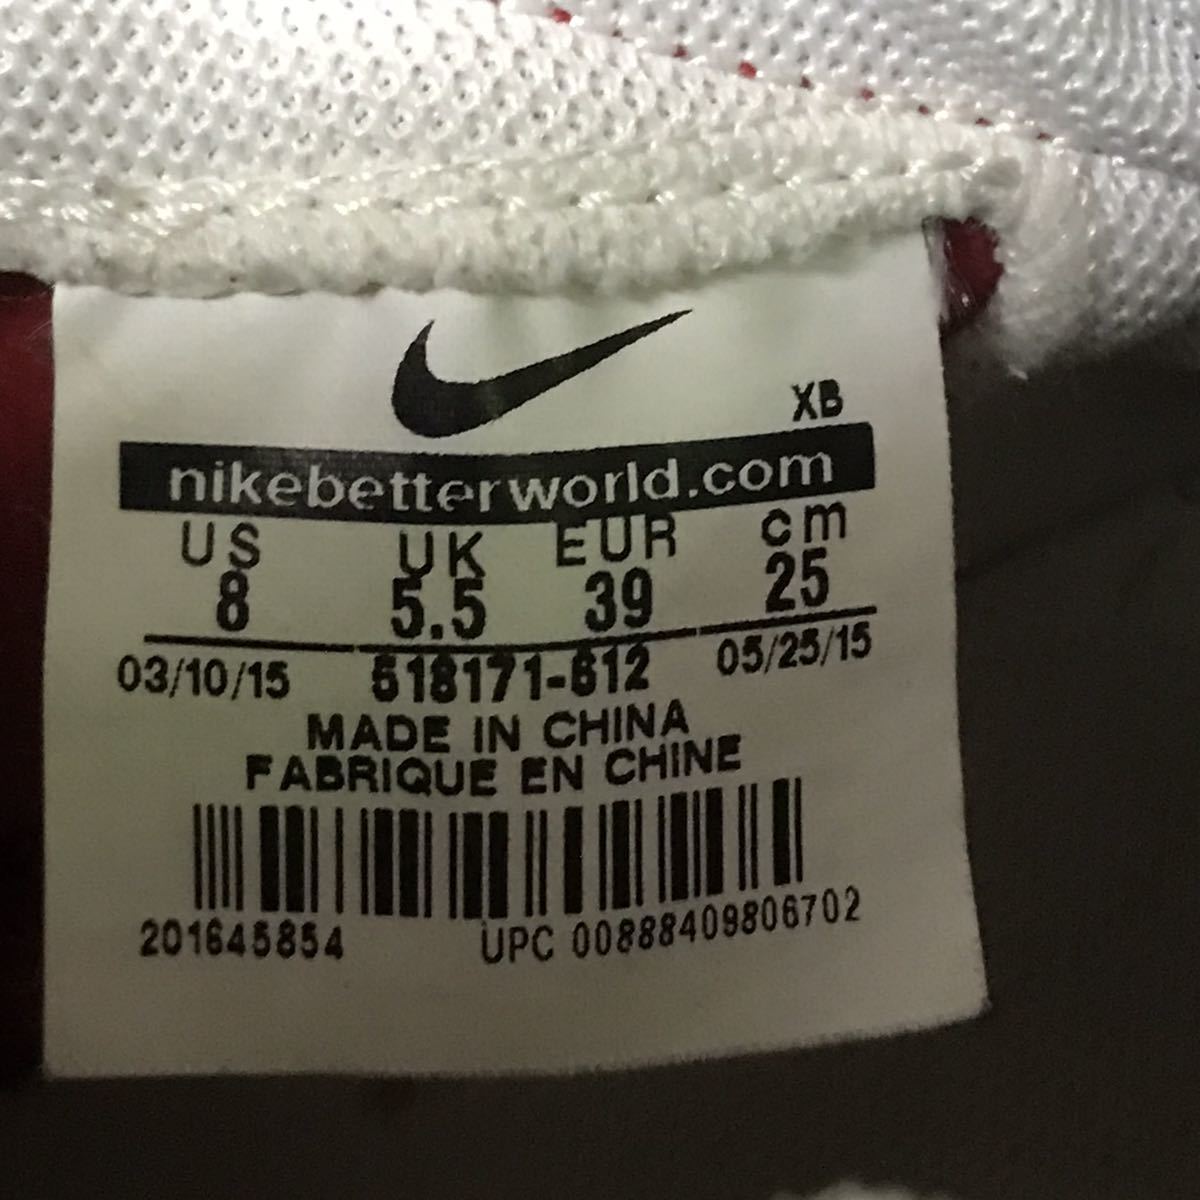 XB
nikebetterworld.com
US UK EUR cm
8 5.5 39 25
03/10/15 518171-612 05/25/15
MADE IN CHINA
FABRIQUE EN CHINE
201645854 UPC 00888409806702